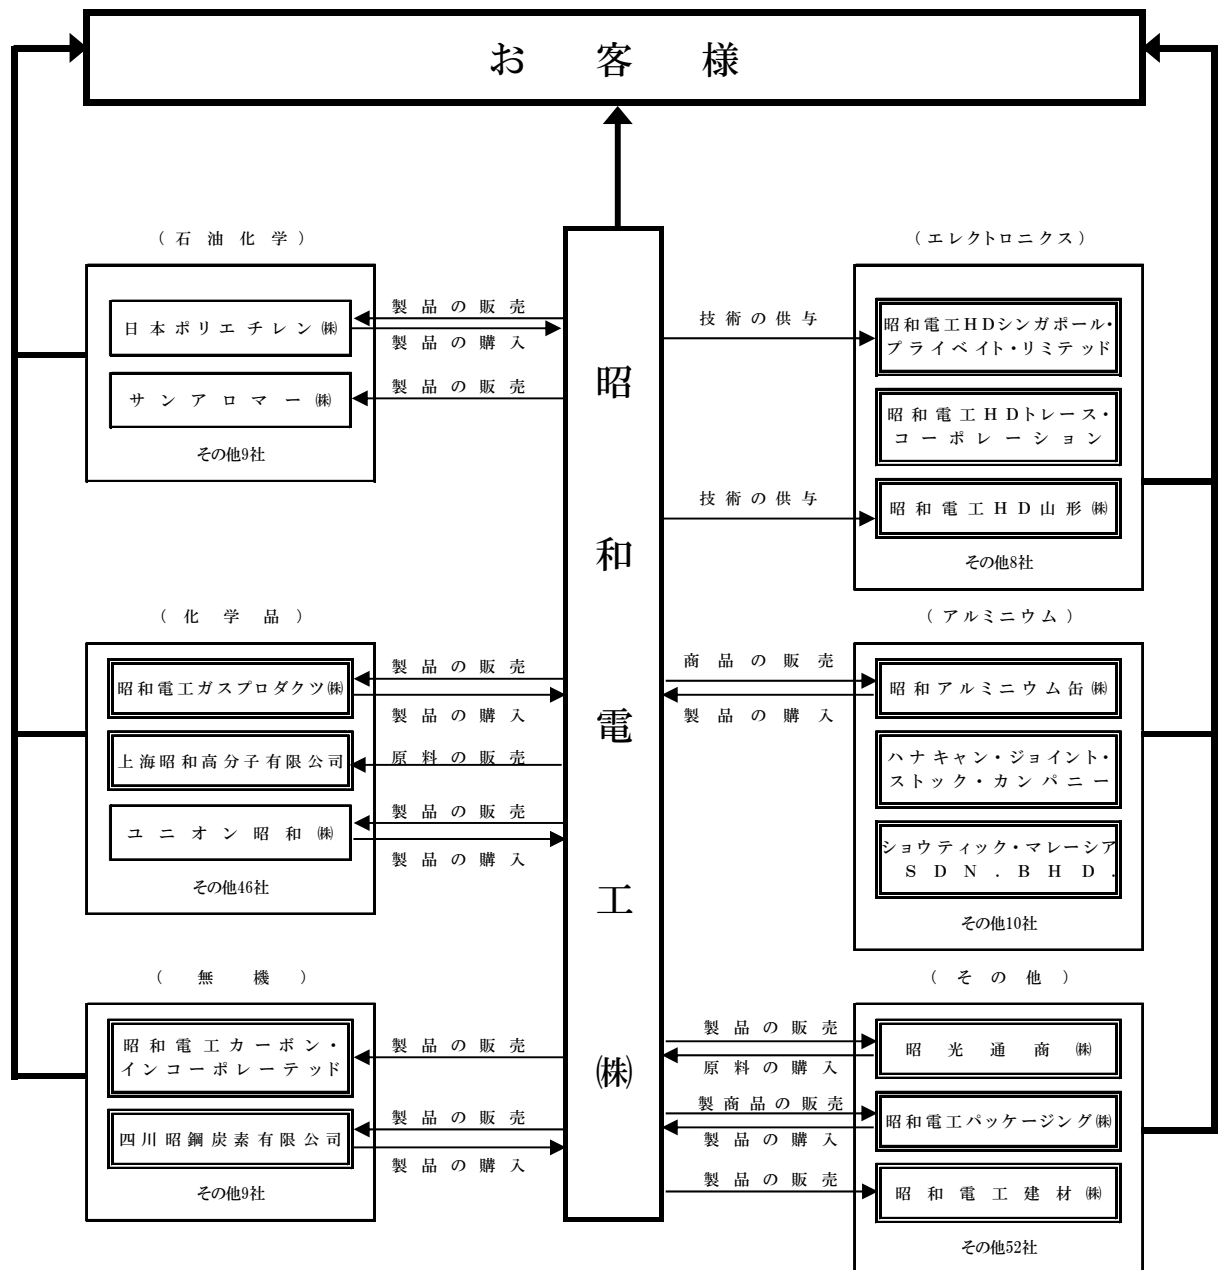 お客様
(石油化学)
日本ポリエチレン㈱
サンアロマー㈱
その他9社
製品の販売
製品の購入
製品の販売
(化学品)
昭和電工ガスプロダクツ㈱
上海昭和高分子有限公司
ユニオン昭和㈱
その他46社
製品の販売
製品の購入
原料の販売
製品の販売
製品の購入
(無機)
昭和電工カーボン・
インコーポレーテッド
四川昭鋼炭素有限公司
その他9社
製品の販売
製品の販売
製品の購入
昭和電工㈱
(エレクトロニクス)
技術の供与
昭和電工HDシンガポール・
プライベイト・リミテッド
昭和電工HDトレース・
コーポレーション
技術の供与
昭和電工HD山形㈱
その他8社
(アルミニウム)
商品の販売
製品の購入
昭和アルミニウム缶㈱
ハナキャン・ジョイント・
ストック・カンパニー
ショウティック・マレーシア
SDN.BHD.
その他10社
(その他)
製品の販売
原料の購入
昭光通商㈱
製商品の販売
製品の購入
昭和電工パッケージング㈱
製品の販売
昭和電工建材㈱
その他52社